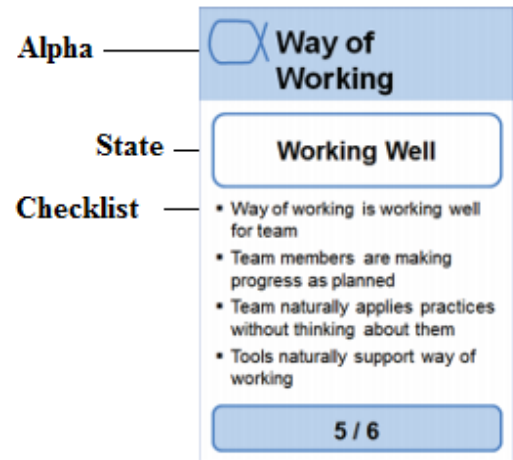 Alpha
Way of
Working
State
Working Well
Checklist
• Way of working is working well
for team
• Team members are making
progress as planned
• Team naturally applies practices
without thinking about them
• Tools naturally support way of
working
5 / 6